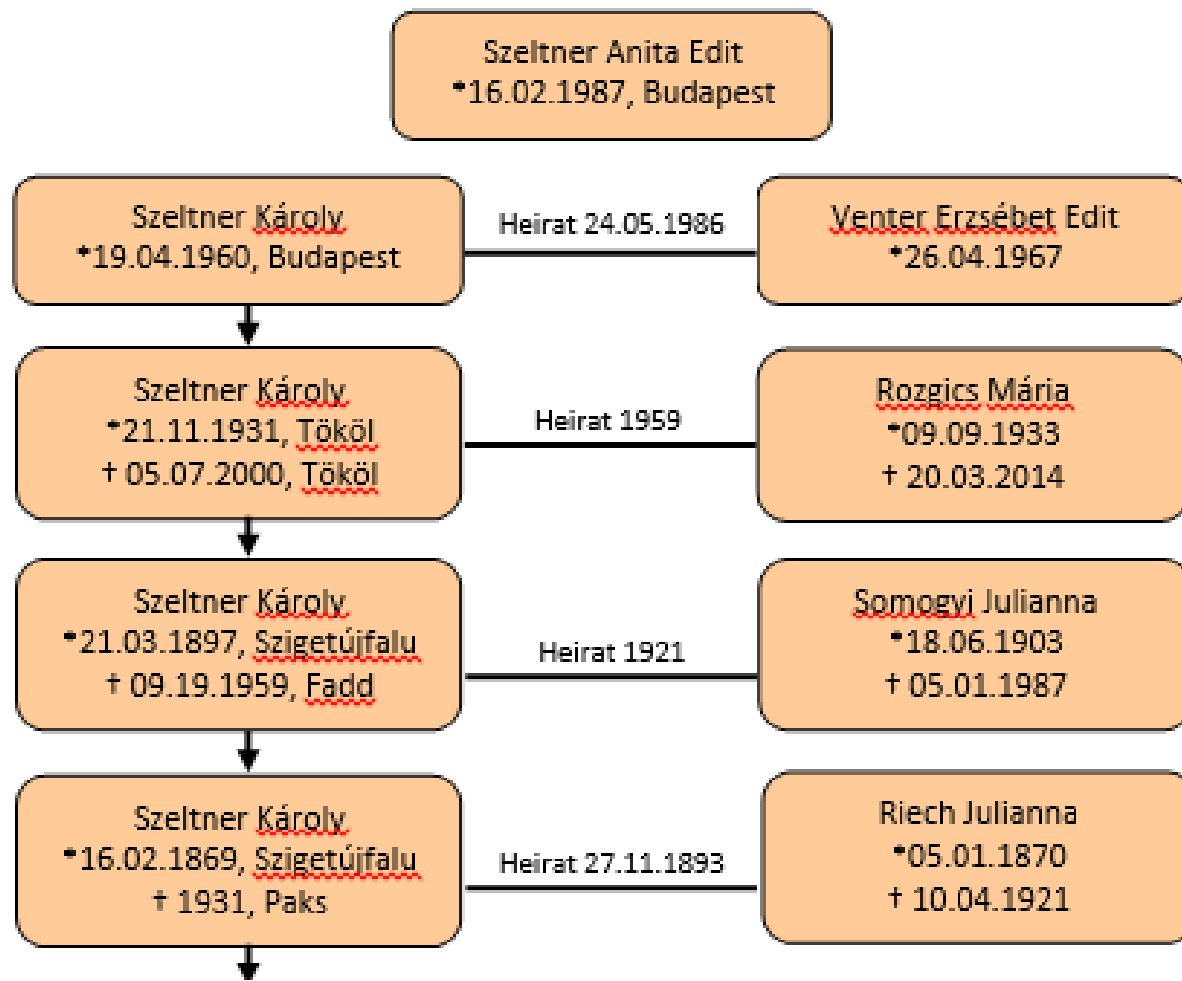 Szeltner Anita Edit
*16.02.1987, Budapest
Szeltner Károly
*19.04.1960, Budapest
Heirat 24.05.1986
Venter Erzsébet Edit
*26.04.1967
Szeltner Károly
*21.11.1931, Tököl
† 05.07.2000, Tököl
Heirat 1959
Rozgics Mária
*09.09.1933
† 20.03.2014
Szeltner Károly
*21.03.1897, Szigetújfalu
† 09.19.1959, Fadd
Heirat 1921
Somogyi Julianna
*18.06.1903
† 05.01.1987
Szeltner Károly
*16.02.1869, Szigetújfalu
† 1931, Paks
Heirat 27.11.1893
Riech Julianna
*05.01.1870
† 10.04.1921